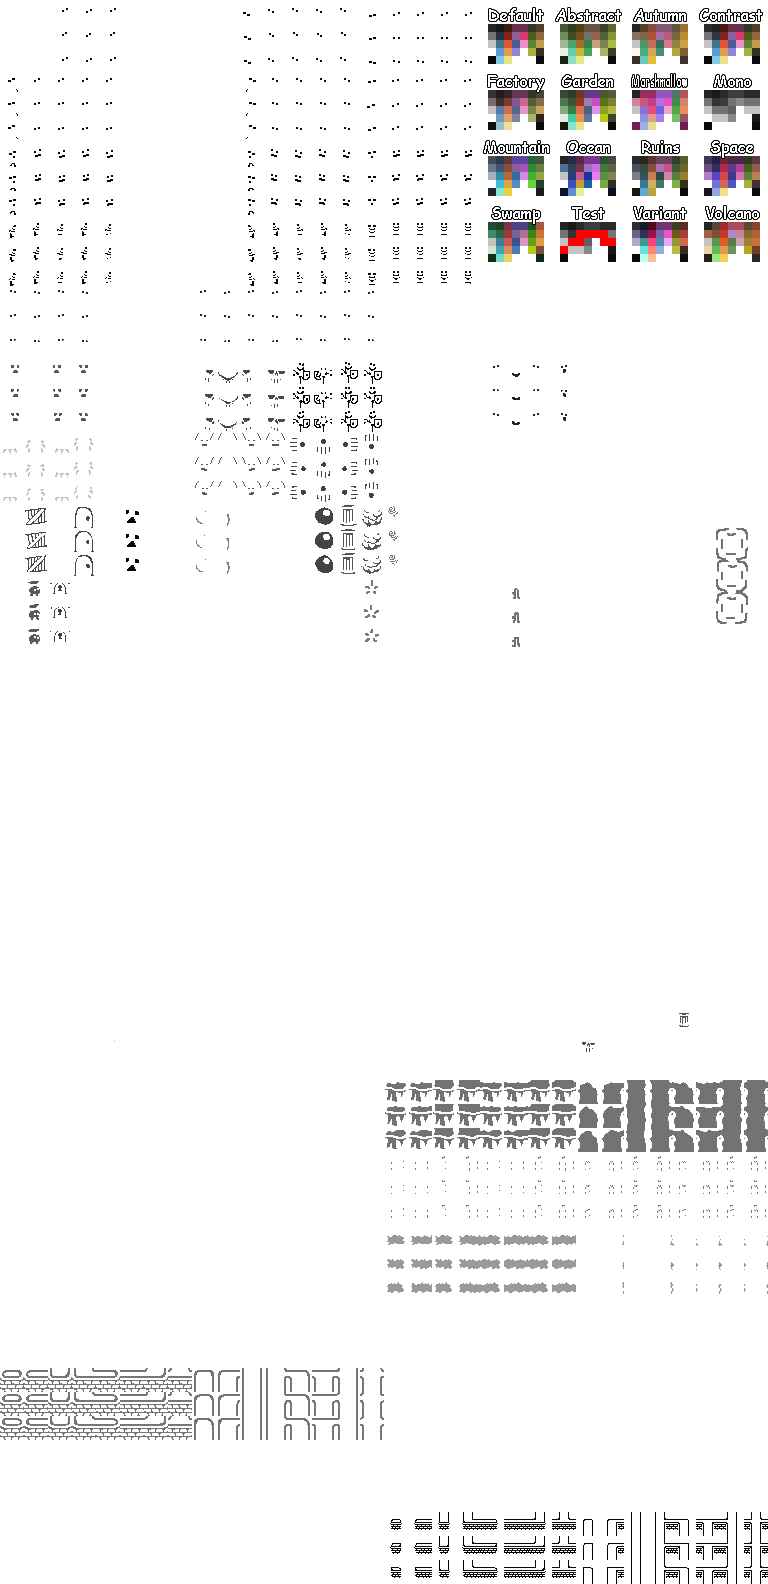 Default Abstract Autumn Contrast
Factory Garden Marshmallow Mono
Mountain Ocean Ruins Space
Swamp Test Variant Volcano